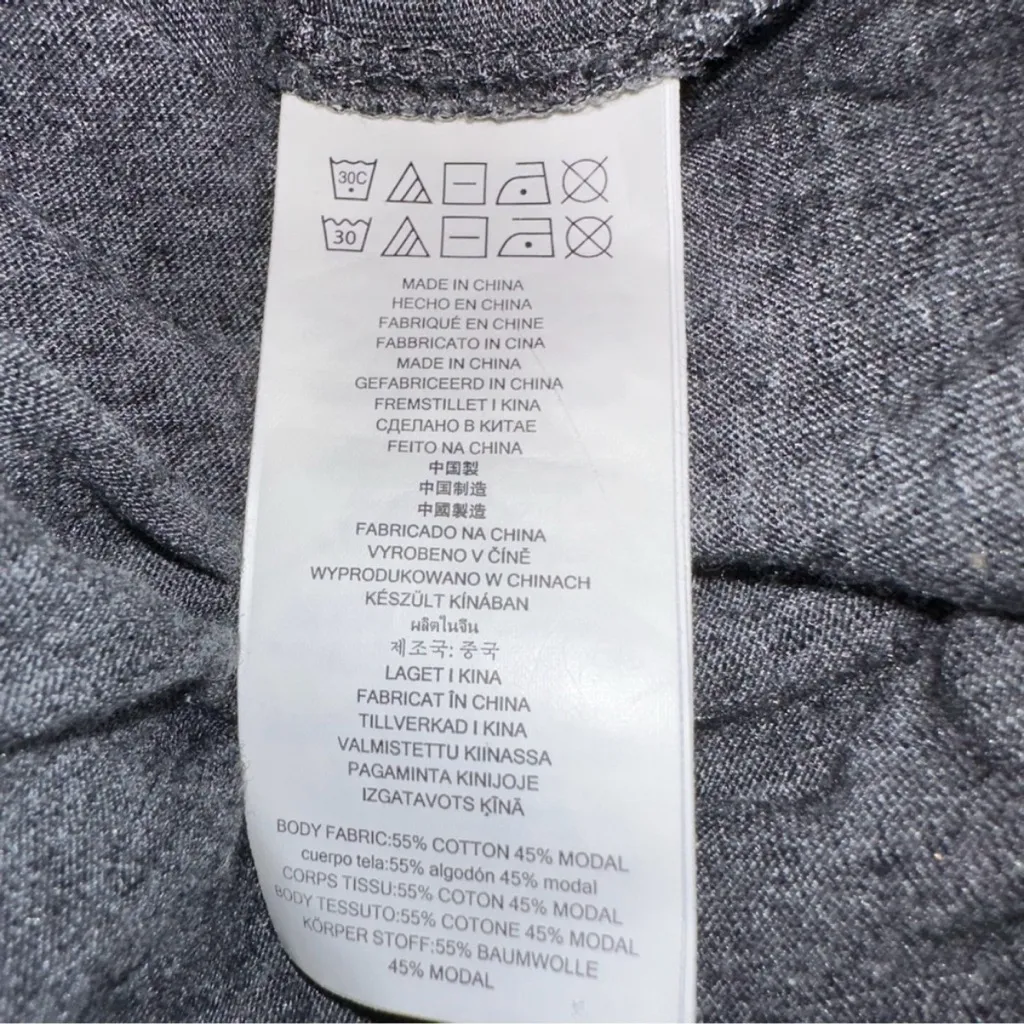 30C
30
MADE IN CHINA
HECHO EN CHINA
FABRIQUÉ EN CHINE
FABBRICATO IN CINA
MADE IN CHINA
GEFABRICEERD IN CHINA
FREMSTILLET I KINA
СДЕЛАНО В КИТАЕ
FEITO NA CHINA
中国製
中国制造
中國製造
FABRICADO NA CHINA
VYROBENO V ČÍNĚ
WYPRODUKOWANO W CHINACH
KÉSZÜLT KÍNÁBAN
ผลิตในจีน
제조국: 중국
LAGET I KINA
FABRICAT ÎN CHINA
TILLVERKAD I KINA
VALMISTETTU KIINASSA
PAGAMINTA KINIJOJE
IZGATAVOTS ĶĪNĀ
BODY FABRIC:55% COTTON 45% MODAL
cuerpo tela:55% algodón 45% modal
CORPS TISSU:55% COTON 45% MODAL
BODY TESSUTO:55% COTONE 45% MODAL
KÖRPER STOFF:55% BAUMWOLLE
45% MODAL